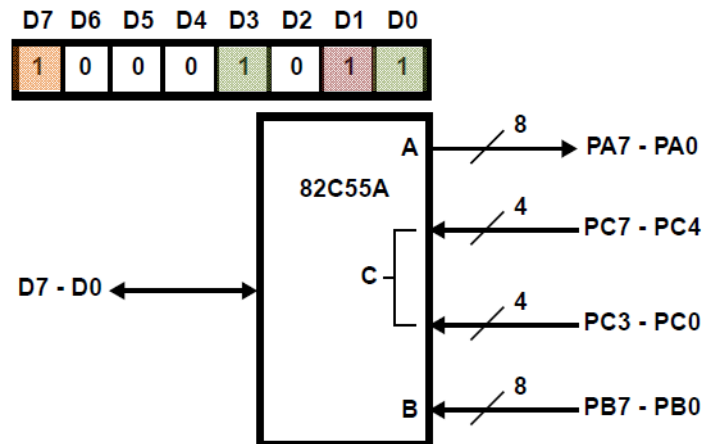 D7 D6 D5 D4 D3 D2 D1 D0
1 0 0 0 1 0 1 1
A 8 PA7 - PA0
82C55A
4 PC7 - PC4
C
D7 - D0
4 PC3 - PC0
B 8 PB7 - PB0